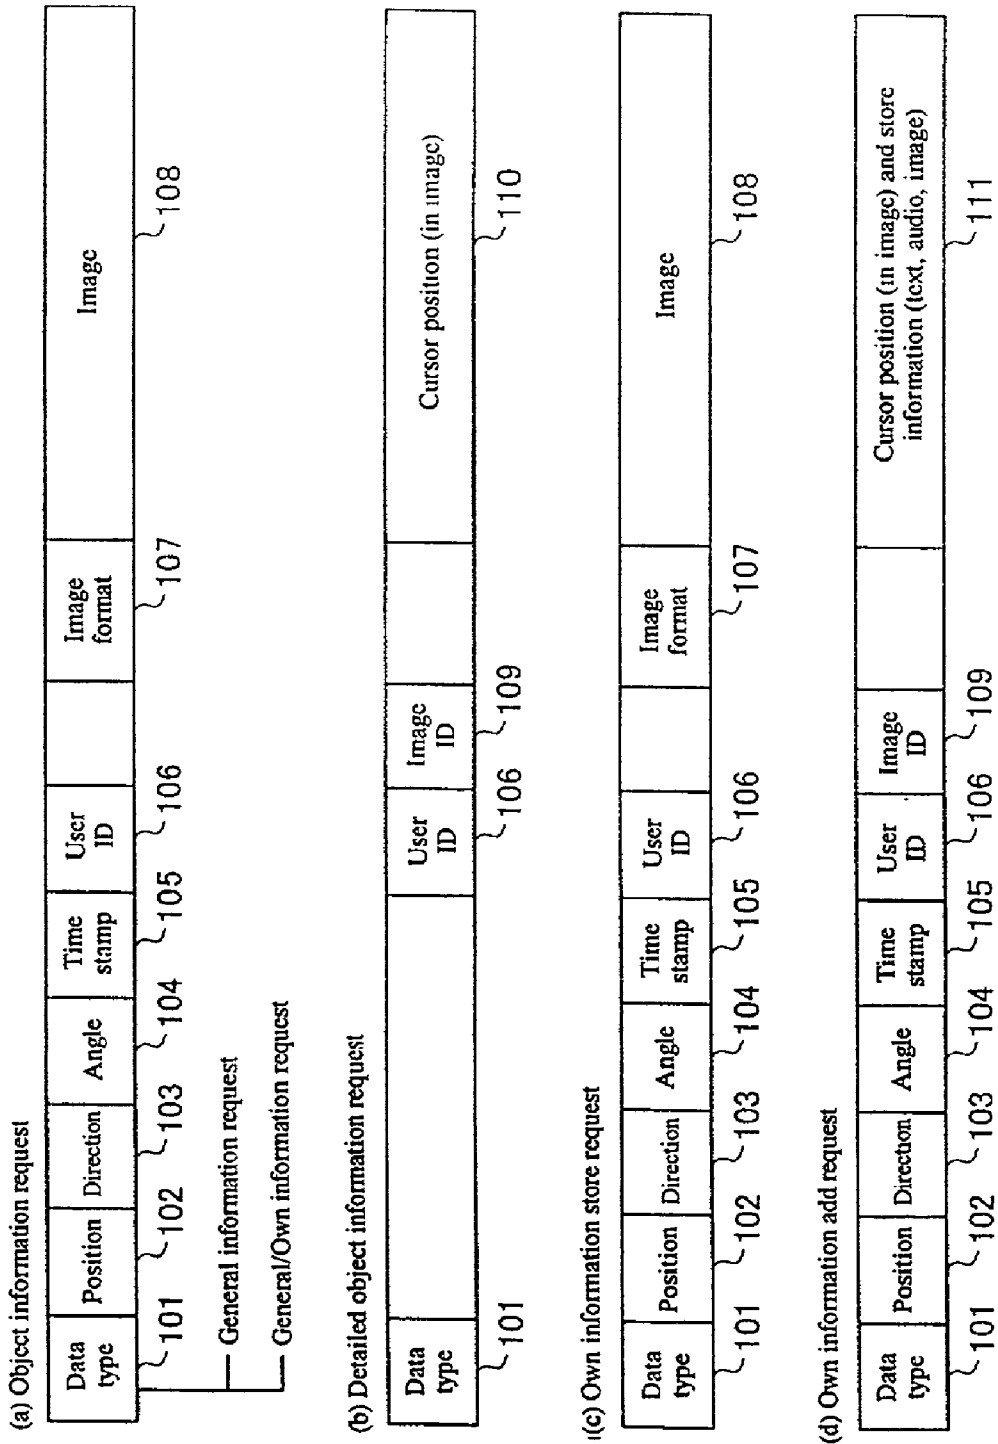 (a) Object information request
Data type
Position
Direction
Angle
Time stamp
User ID
Image format
Image
101
102
103
104
105
106
107
108
General information request
General/Own information request
(b) Detailed object information request
Data type
User ID
Image ID
Cursor position (in image)
101
106
109
110
(c) Own information store request
Data type
Position
Direction
Angle
Time stamp
User ID
Image format
Image
101
102
103
104
105
106
107
108
(d) Own information add request
Data type
Position
Direction
Angle
Time stamp
User ID
Image ID
Cursor position (in image) and store
information (text, audio, image)
101
102
103
104
105
106
109
111